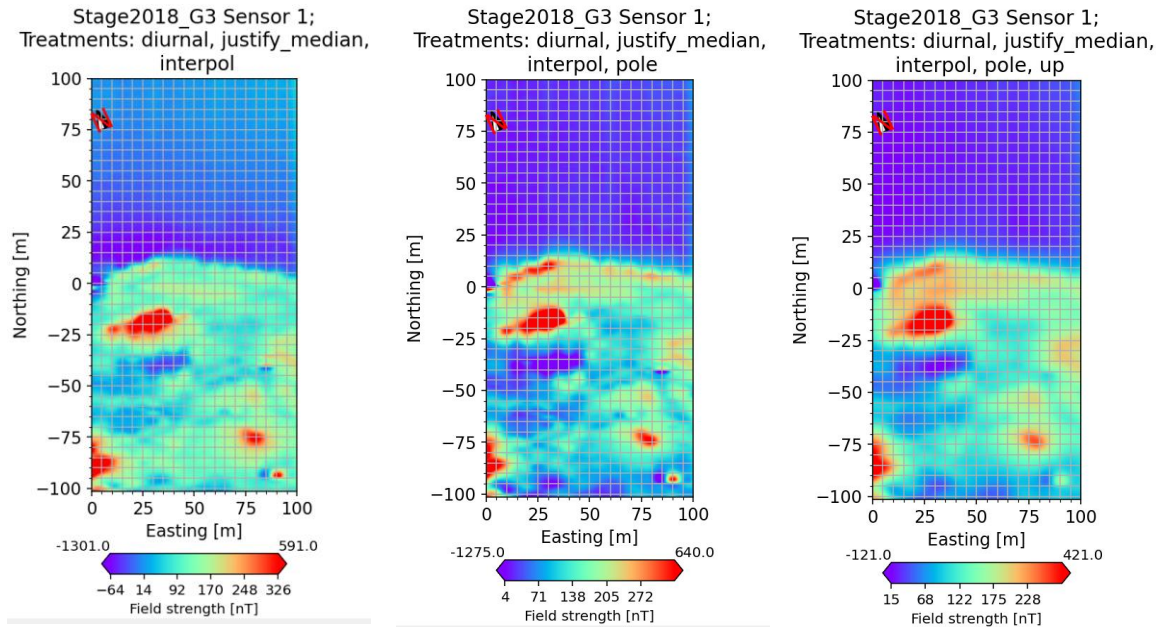 Stage2018_G3 Sensor 1;
Treatments: diurnal, justify_median,
interpol
100
75
50
25
0
−25
−50
−75
−100
Northing [m]
N
0 25 50 75 100
Easting [m]
-1301.0 591.0
−64 14 92 170 248 326
Field strength [nT]
Stage2018_G3 Sensor 1;
Treatments: diurnal, justify_median,
interpol, pole
100
75
50
25
0
−25
−50
−75
−100
Northing [m]
N
0 25 50 75 100
Easting [m]
-1275.0 640.0
4 71 138 205 272
Field strength [nT]
Stage2018_G3 Sensor 1;
Treatments: diurnal, justify_median,
interpol, pole, up
100
75
50
25
0
−25
−50
−75
−100
Northing [m]
N
0 25 50 75 100
Easting [m]
-121.0 421.0
15 68 122 175 228
Field strength [nT]